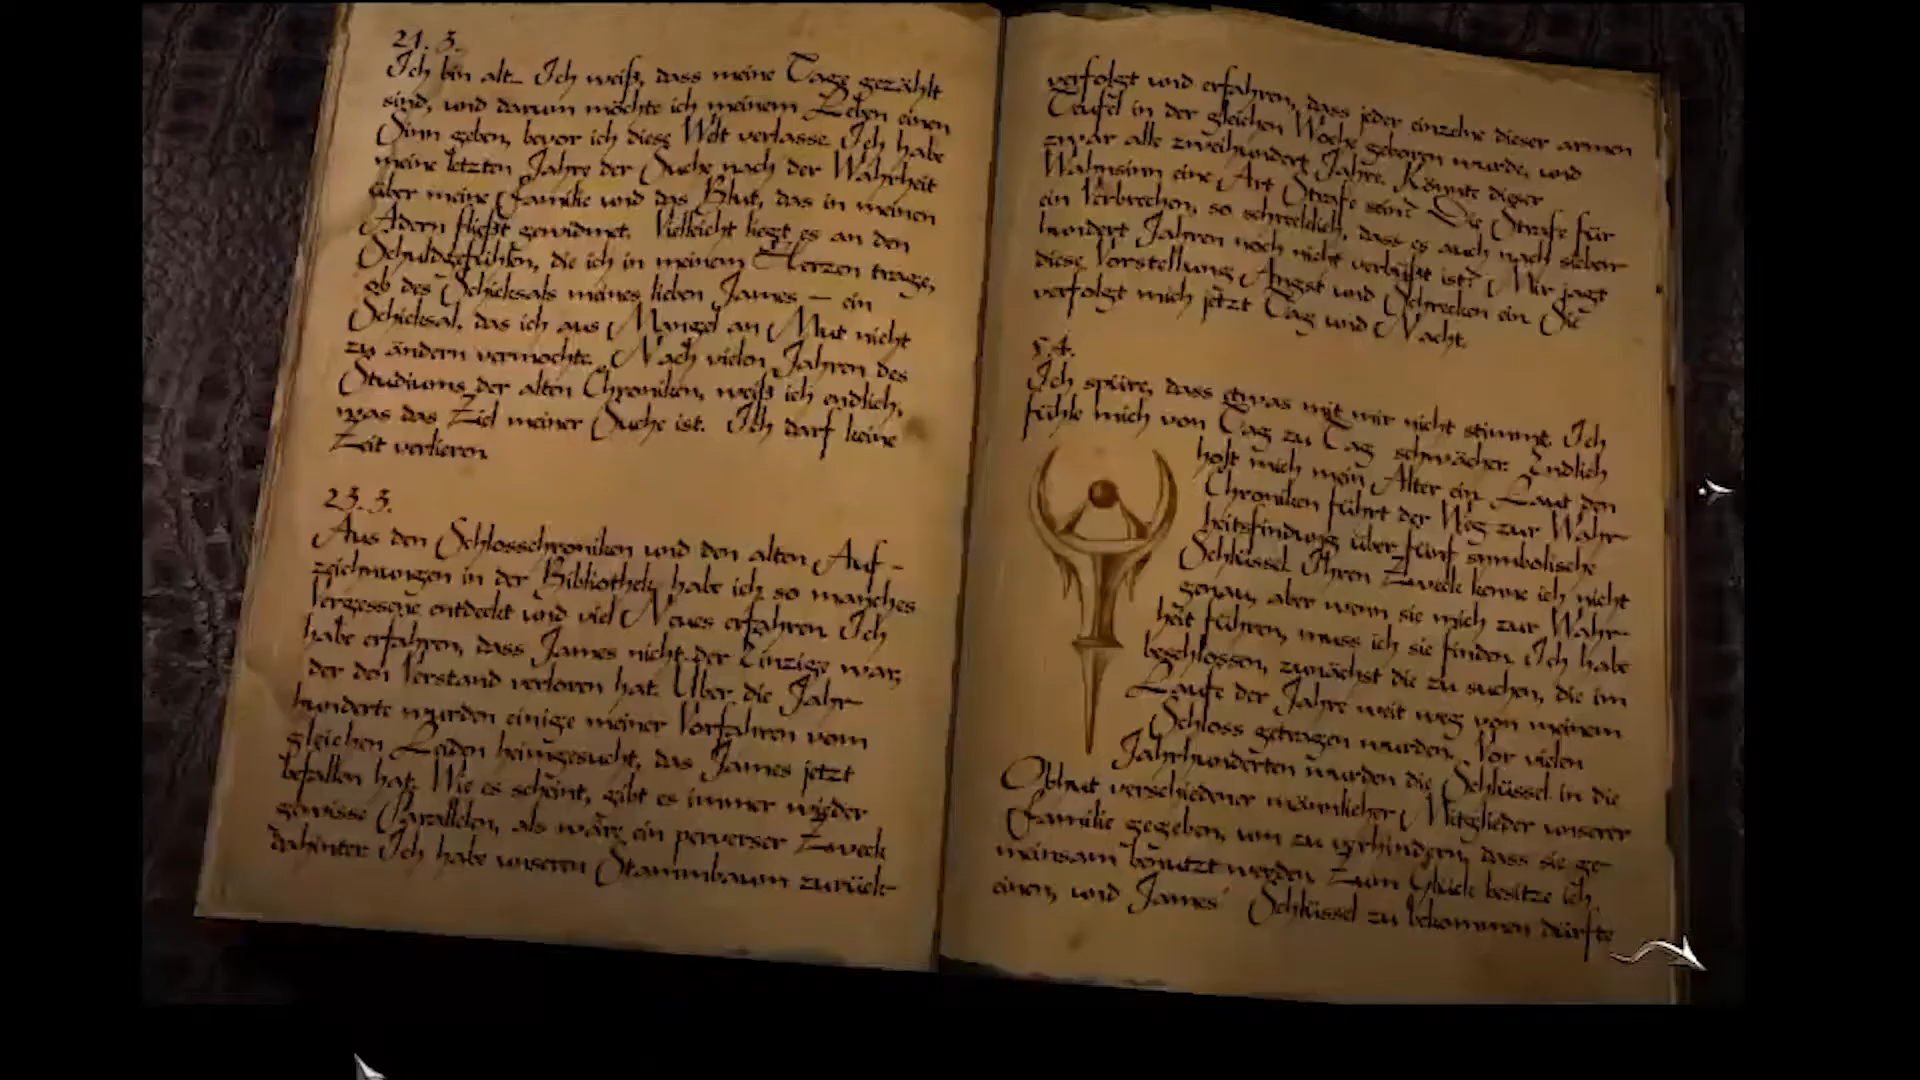 21. 3.
Ich bin alt. Ich weiß, dass meine Tage gezählt
sind, und darum möchte ich meinem Leben einen
Sinn geben, bevor ich diese Welt verlasse. Ich habe
meine letzten Jahre der Suche nach der Wahrheit
über meine Familie und das Blut, das in meinen
Adern fließt gewidmet. Vielleicht liegt es an den
Schuldgefühlen, die ich in meinem Herzen trage,
ob des Schicksals meines lieben James – ein
Schicksal, das ich aus Mangel an Mut nicht
zu ändern vermochte. Nach vielen Jahren des
Studiums der alten Chroniken, weiß ich endlich,
was das Ziel meiner Suche ist. Ich darf keine
Zeit verlieren.
23. 3.
Aus den Schlosschroniken und den alten Auf-
zeichnungen in der Bibliothek habe ich so manches
Vergessene entdeckt und viel Neues erfahren. Ich
habe erfahren, dass James nicht der Einzige war,
der den Verstand verloren hat. Über die Jahr-
hunderte wurden einige meiner Vorfahren vom
gleichen Leiden heimgesucht, das James jetzt
befallen hat. Wie es scheint, gibt es immer wieder
gewisse Parallelen, als wäre ein perverser Zweck
dahinter. Ich habe unseren Stammbaum zurück-
verfolgt und erfahren, dass jeder einzelne dieser armen
Teufel in der gleichen Woche geboren wurde, und
zwar alle zweihundert Jahre. Könnte dieser
Wahnsinn eine Art Strafe sein? Die Strafe für
ein Verbrechen, so schrecklich, dass es auch nach sieben-
hundert Jahren noch nicht verbüßt ist? Mir jagt
diese Vorstellung Angst und Schrecken ein. Sie
verfolgt mich jetzt Tag und Nacht.
5. 4.
Ich spüre, dass etwas mit mir nicht stimmt. Ich
fühle mich von Tag zu Tag schwächer. Endlich
holt mich mein Alter ein. Laut den
Chroniken führt der Weg zur Wahr-
heitsfindung über fünf symbolische
Schlüssel. Ihren Zweck kenne ich nicht
genau, aber wenn sie mich zur Wahr-
heit führen, muss ich sie finden. Ich habe
beschlossen, zunächst die zu suchen, die im
Laufe der Jahre weit weg von meinem
Schloss getragen wurden. Vor vielen
Jahrhunderten wurden die Schlüssel in die
Obhut verschiedener männlicher Mitglieder unserer
Familie gegeben, um zu verhindern, dass sie ge-
meinsam benutzt werden. Zum Glück besitze ich
einen, und James' Schlüssel zu bekommen dürfte